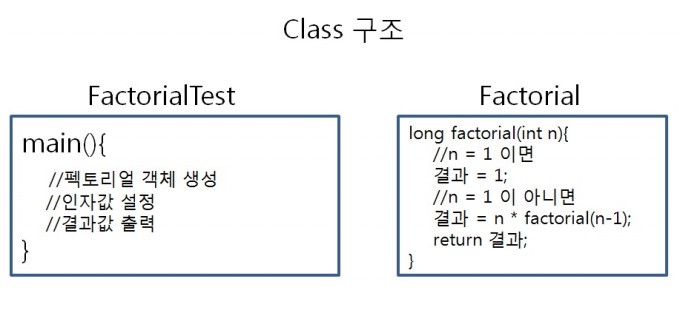 Class 구조
FactorialTest
main(){
//펙토리얼 객체 생성
//인자값 설정
//결과값 출력
}
Factorial
long factorial(int n){
//n = 1 이면
결과 = 1;
//n = 1 이 아니면
결과 = n * factorial(n-1);
return 결과;
}